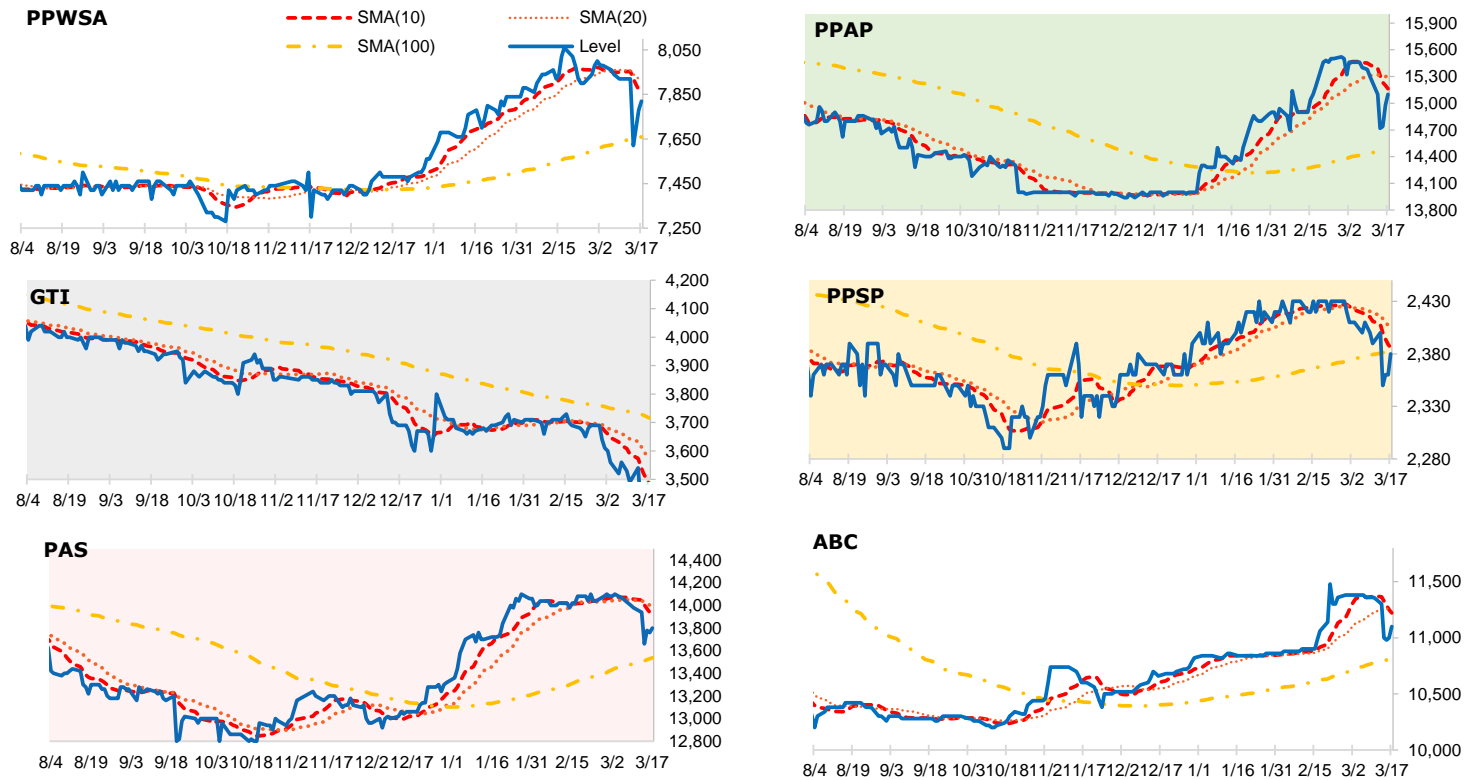 PPWSA
SMA(10)
SMA(20)
SMA(100)
Level
8,050
7,850
7,650
7,450
7,250
8/4 8/19 9/3 9/18 10/3 10/18 11/2 11/17 12/2 12/17 1/1 1/16 1/31 2/15 3/2 3/17
PPAP
15,900
15,600
15,300
15,000
14,700
14,400
14,100
13,800
8/4 8/19 9/3 9/18 10/3 10/18 11/2 11/17 12/2 12/17 1/1 1/16 1/31 2/15 3/2 3/17
GTI
4,200
4,100
4,000
3,900
3,800
3,700
3,600
3,500
8/4 8/19 9/3 9/18 10/3 10/18 11/2 11/17 12/2 12/17 1/1 1/16 1/31 2/15 3/2 3/17
PPSP
2,430
2,380
2,330
2,280
8/4 8/19 9/3 9/18 10/3 10/18 11/2 11/17 12/2 12/17 1/1 1/16 1/31 2/15 3/2 3/17
PAS
14,400
14,200
14,000
13,800
13,600
13,400
13,200
13,000
12,800
8/4 8/19 9/3 9/18 10/3 10/18 11/2 11/17 12/2 12/17 1/1 1/16 1/31 2/15 3/2 3/17
ABC
11,500
11,000
10,500
10,000
8/4 8/19 9/3 9/18 10/3 10/18 11/2 11/17 12/2 12/17 1/1 1/16 1/31 2/15 3/2 3/17